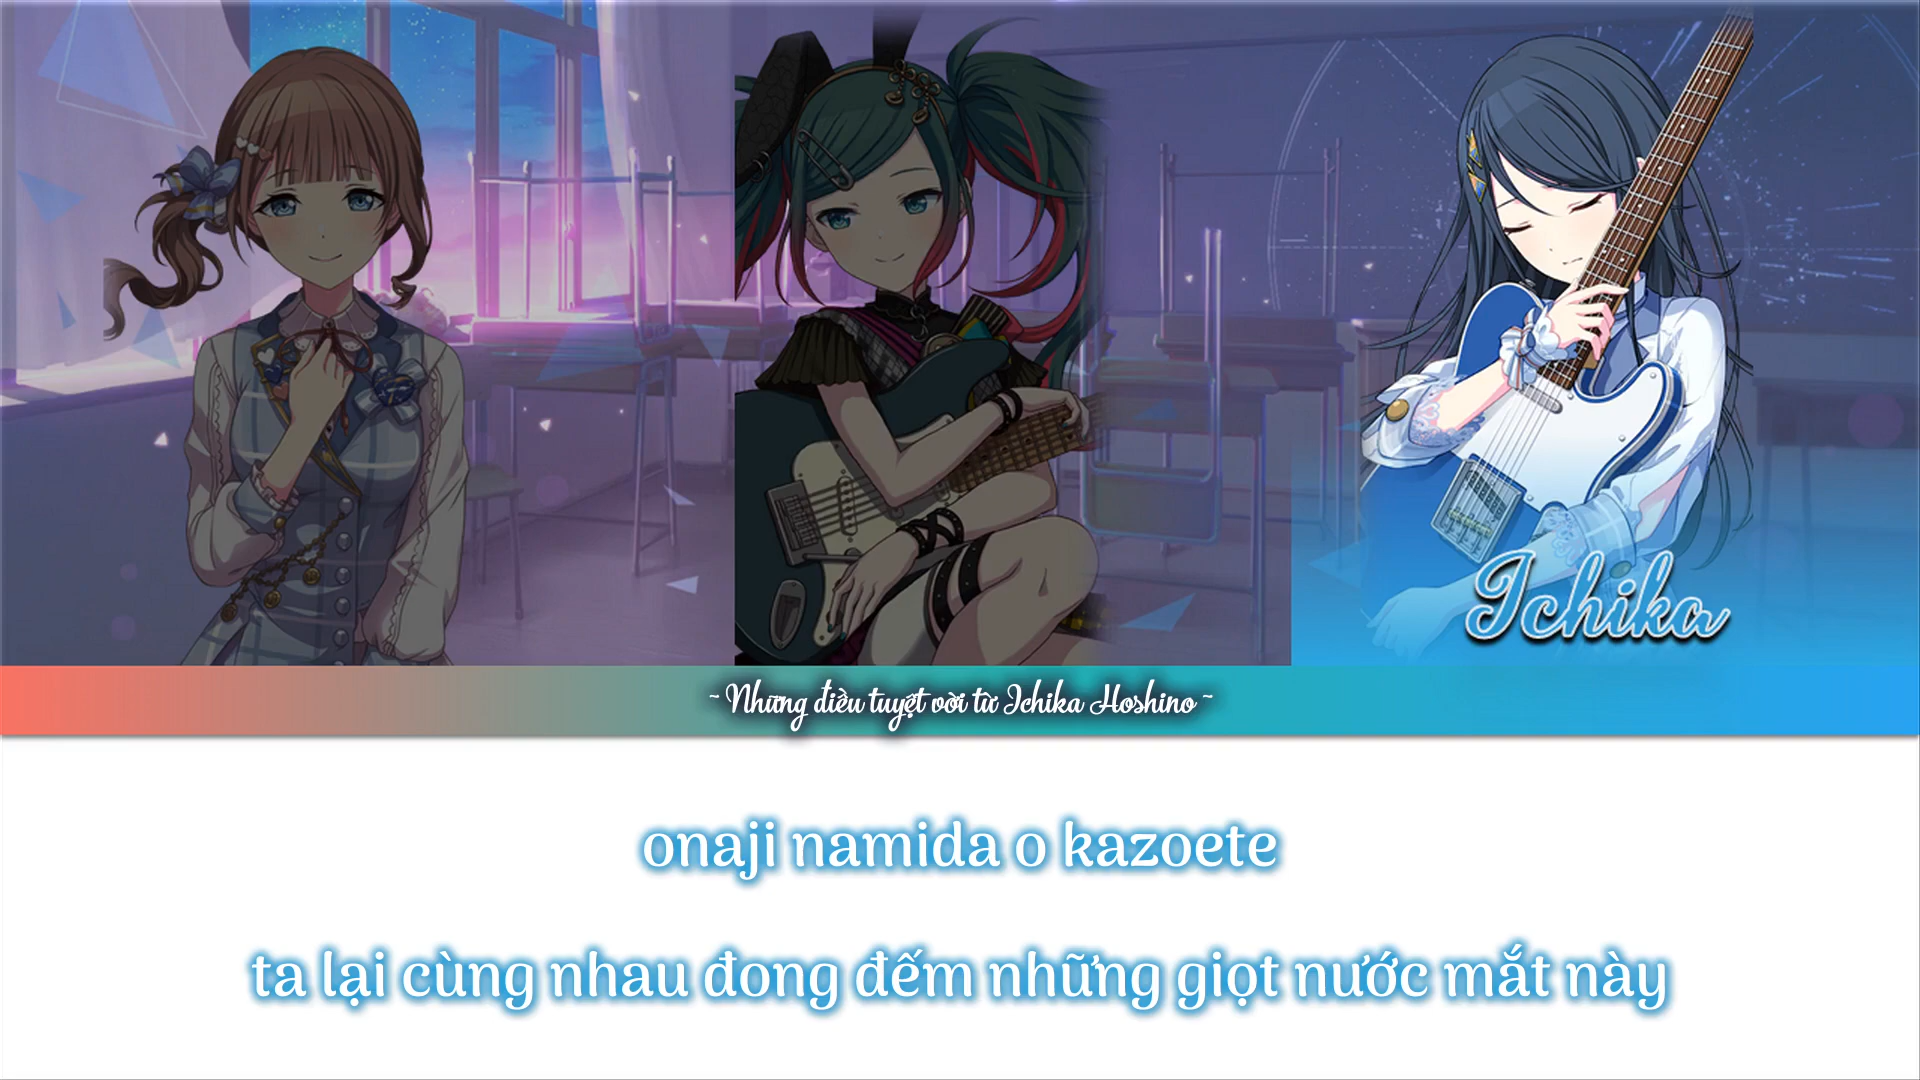 Ichika
~ Những điều tuyệt vời từ Ichika Hoshino ~
onaji namida o kazoete
ta lại cùng nhau đong đếm những giọt nước mắt này